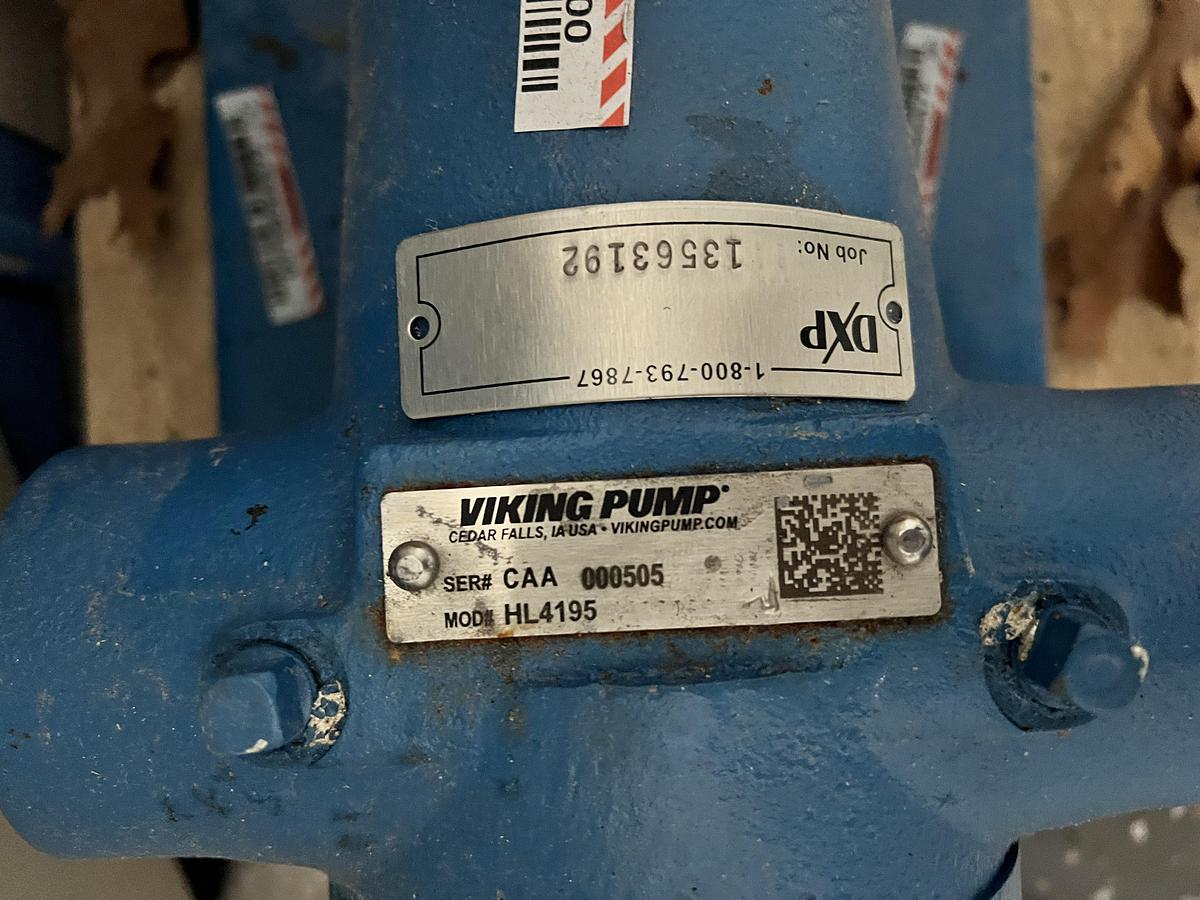 00
Job No: 13563192
DXP
1-800-793-7867
VIKING PUMP®
CEDAR FALLS, IA USA • VIKINGPUMP.COM
SER# CAA 000505
MOD# HL4195